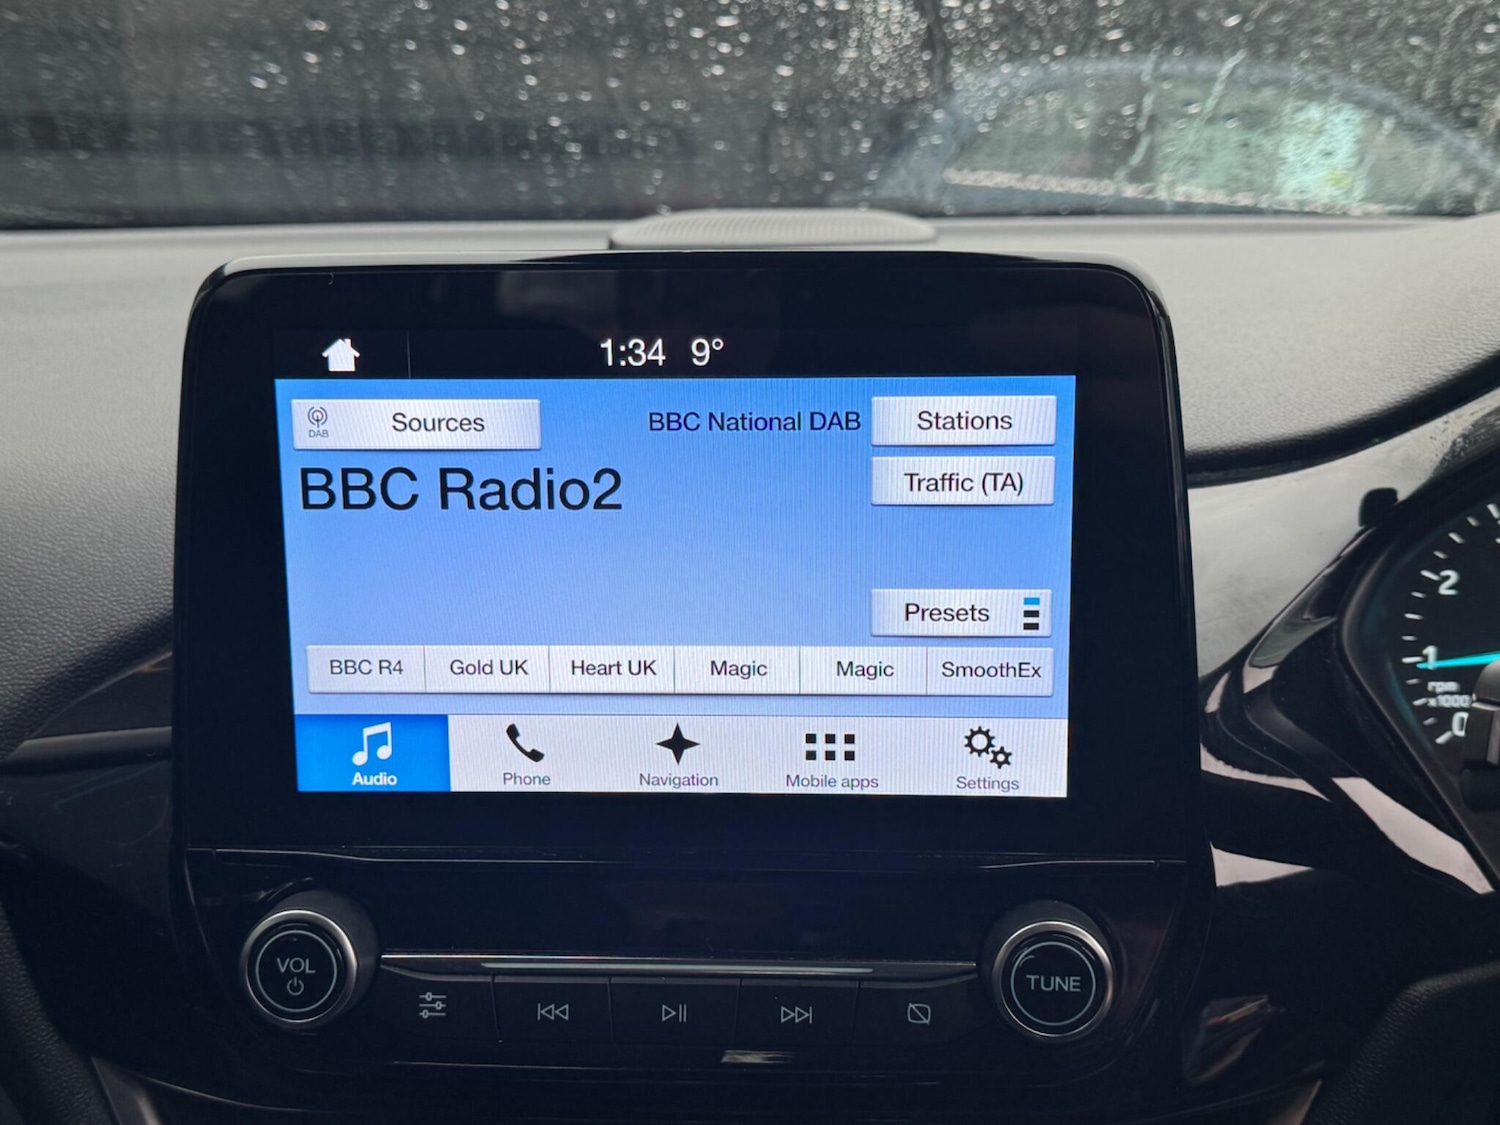 1:34 9°
DAB
Sources
BBC National DAB
Stations
BBC Radio2
Traffic (TA)
Presets
BBC R4
Gold UK
Heart UK
Magic
Magic
SmoothEx
Audio
Phone
Navigation
Mobile apps
Settings
VOL
TUNE
2
1
rpm
x1000
0